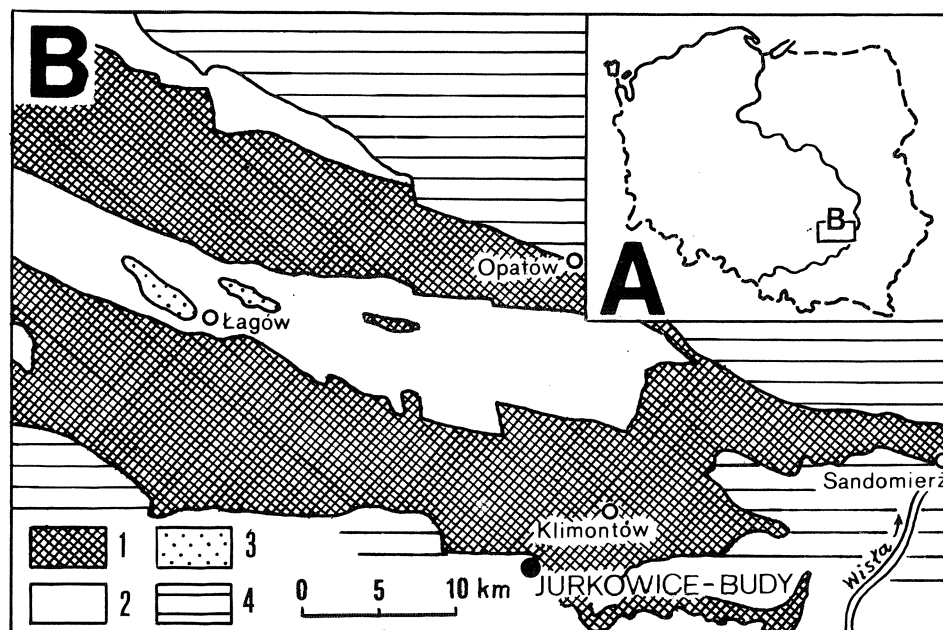 B
B
A
Opatów
Łagów
Sandomierz
Klimontów
Wisła
JURKOWICE-BUDY
1
3
2
4
0 5 10 km